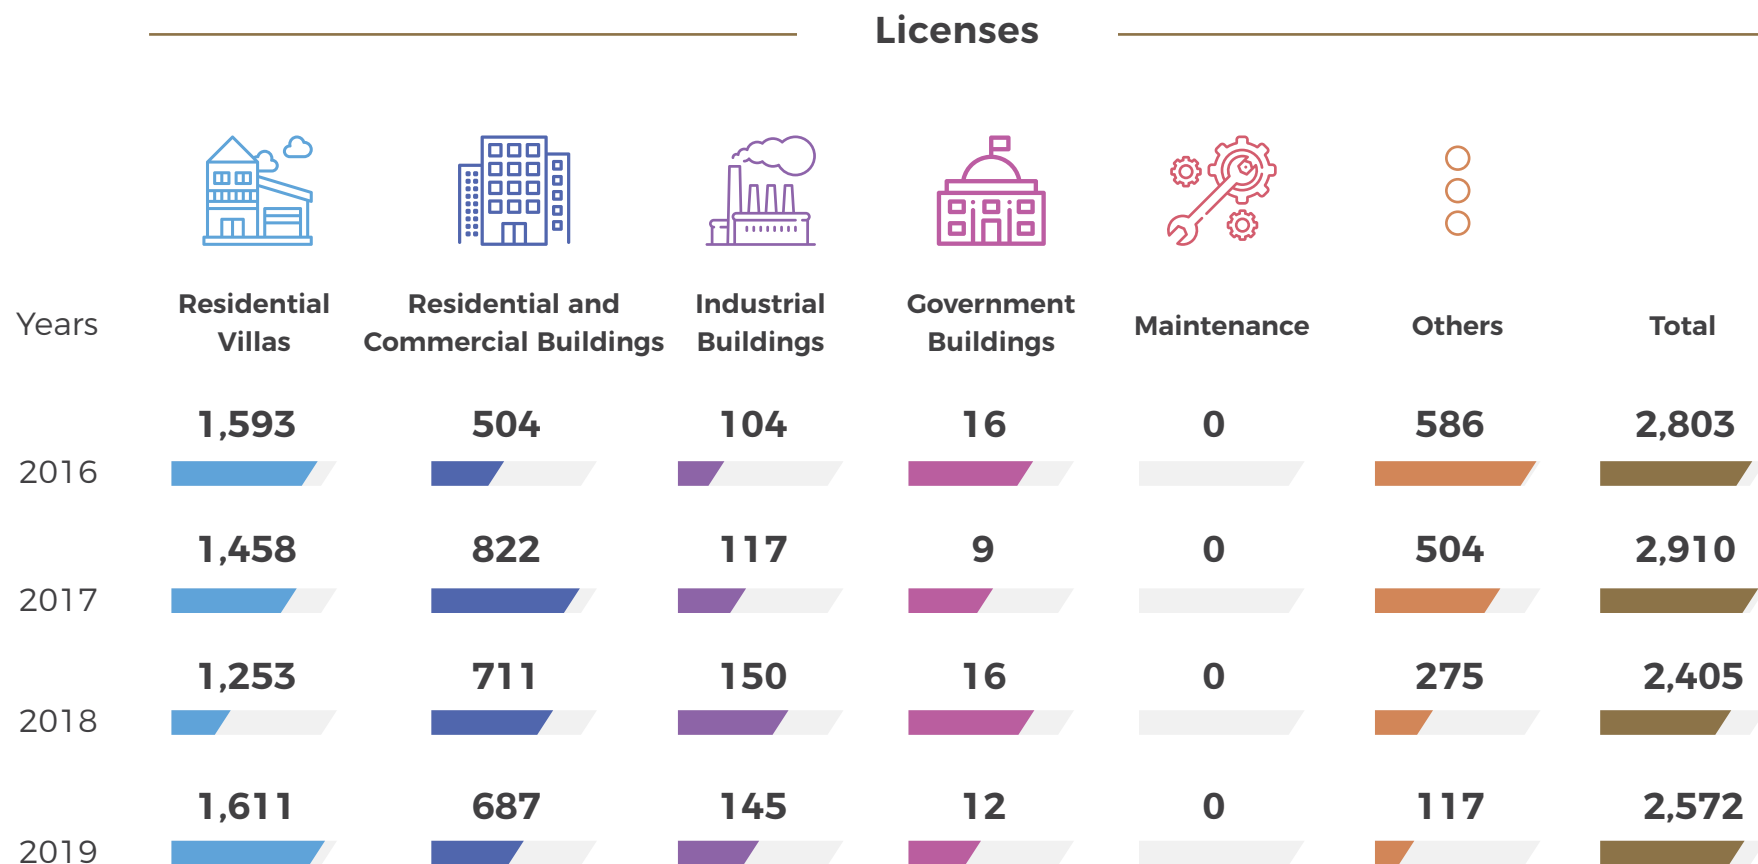 Licenses
Years
Residential
Villas
Residential and
Commercial Buildings
Industrial
Buildings
Government
Buildings
Maintenance
Others
Total
1,593 504 104 16 0 586 2,803
2016
1,458 822 117 9 0 504 2,910
2017
1,253 711 150 16 0 275 2,405
2018
1,611 687 145 12 0 117 2,572
2019